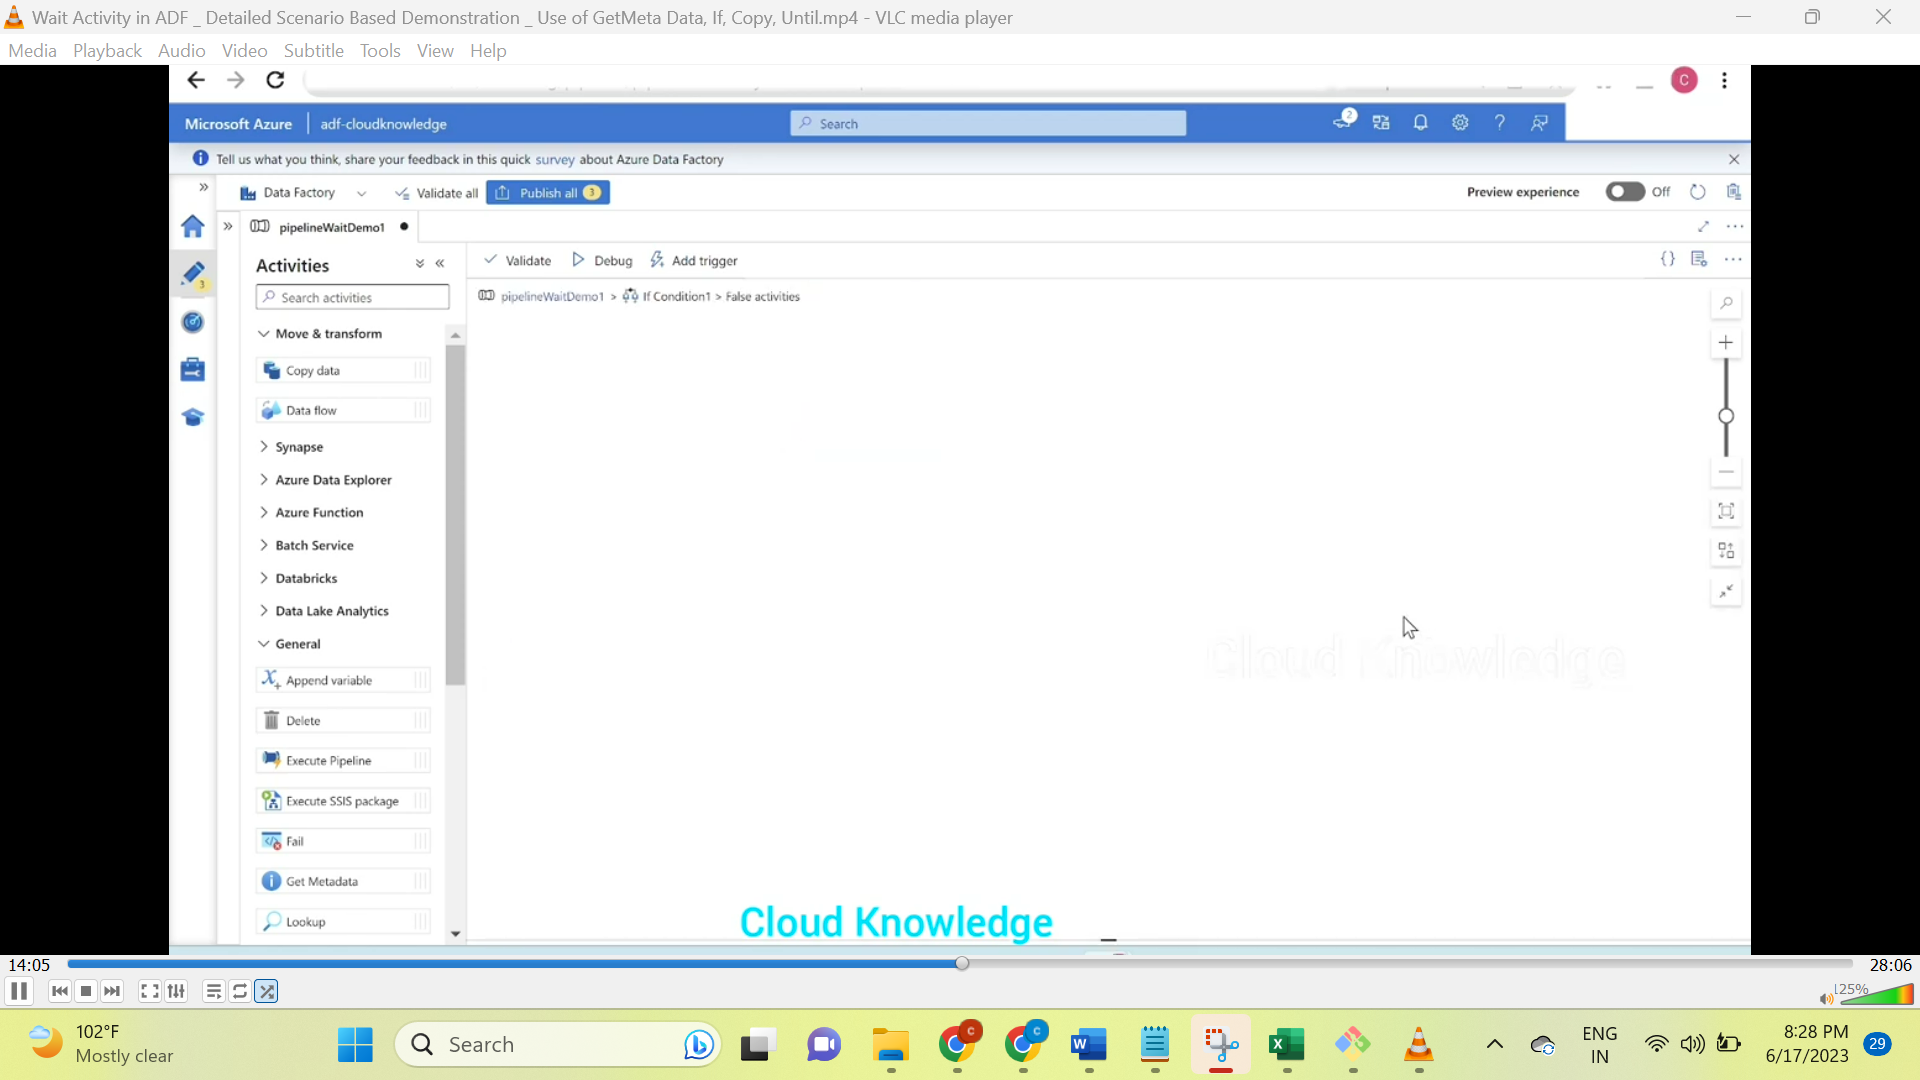 Wait Activity in ADF _ Detailed Scenario Based Demonstration _ Use of GetMeta Data, If, Copy, Until.mp4 - VLC media player
Media Playback Audio Video Subtitle Tools View Help
C
Microsoft Azure adf-cloudknowledge Search 2
Tell us what you think, share your feedback in this quick survey about Azure Data Factory
Data Factory Validate all Publish all 3 Preview experience Off
pipelineWaitDemo1
Activities Validate Debug Add trigger
3
Search activities pipelineWaitDemo1 > If Condition1 > False activities
Move & transform
Copy data
Data flow
Synapse
Azure Data Explorer
Azure Function
Batch Service
Databricks
Data Lake Analytics
General
Cloud Knowledge
Append variable
Delete
Execute Pipeline
Execute SSIS package
Fail
Get Metadata
Lookup
Cloud Knowledge
14:05 28:06
125%
102°F
Mostly clear
Search
C
C
W
X
ENG
IN
8:28 PM
6/17/2023
29